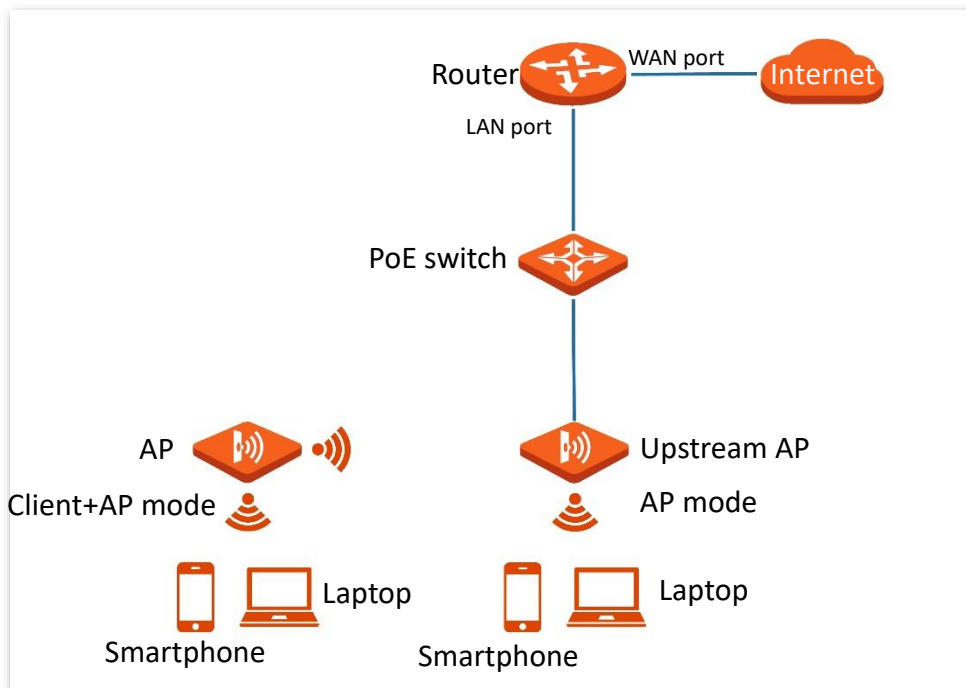 Router
WAN port
Internet
LAN port
PoE switch
AP
Upstream AP
Client+AP mode
AP mode
Laptop
Laptop
Smartphone
Smartphone